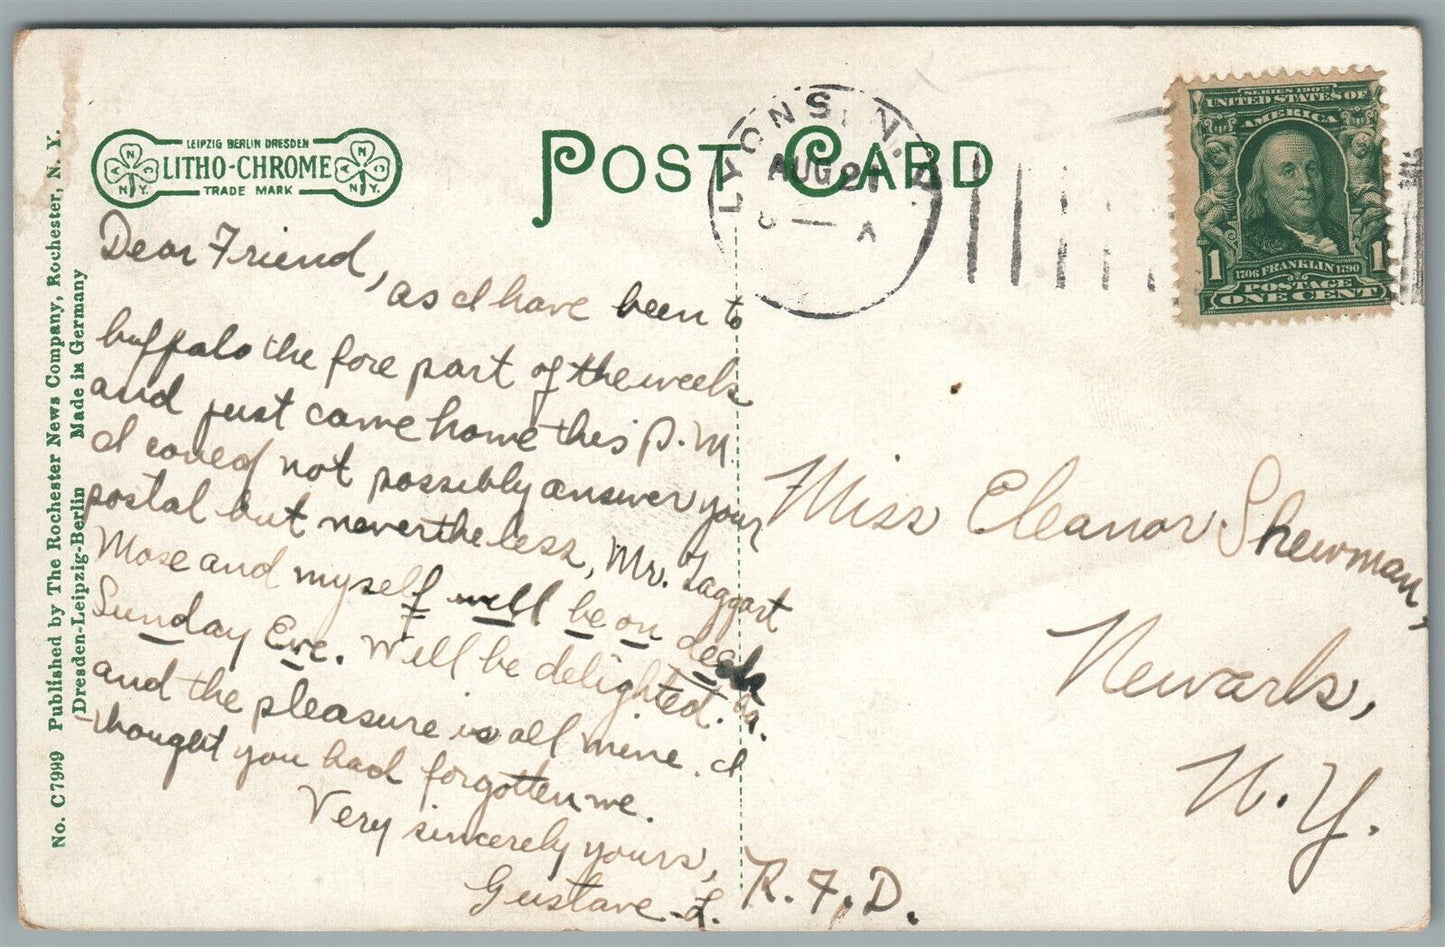 No. C7999 Published by The Rochester News Company, Rochester, N. Y.
Dresden-Leipzig-Berlin Made in Germany
LEIPZIG BERLIN DRESDEN
LITHO-CHROME
TRADE MARK
A N C N.Y.
A N C N.Y.
POST CARD
LYONS, N.Y.
AUG
A
SERIES 1902
UNITED STATES OF
AMERICA
1 1
1706 FRANKLIN 1790
POSTAGE
ONE CENT
Dear Friend,
as I have been to
buffalo the fore part of the week
and just came home this P.M.
I could not possibly answer your
postal but nevertheless, Mr. Taggart
Mose and myself will be on deck
Sunday Eve. Will be delighted.
and the pleasure is all mine. I
thought you had forgotten me.
Very sincerely yours,
Gustave L.
Miss Eleanor Shewman,
Newark,
N.Y.
R.F.D.